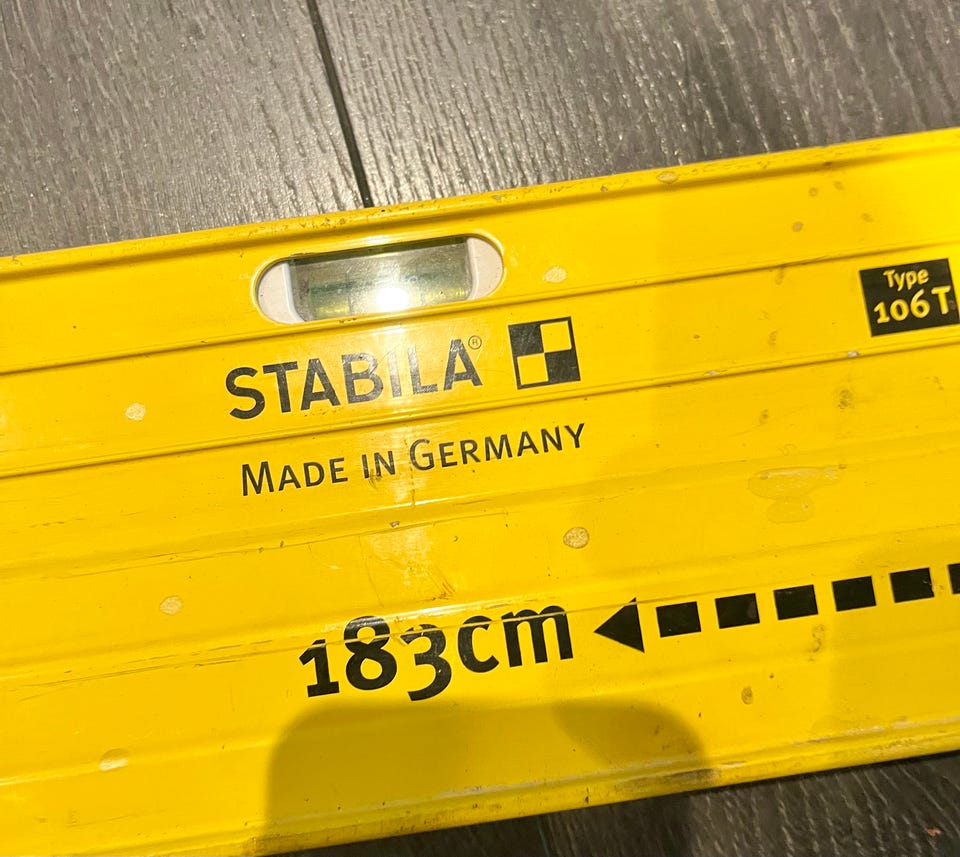 Type
106T
STABILA®
MADE IN GERMANY
183cm